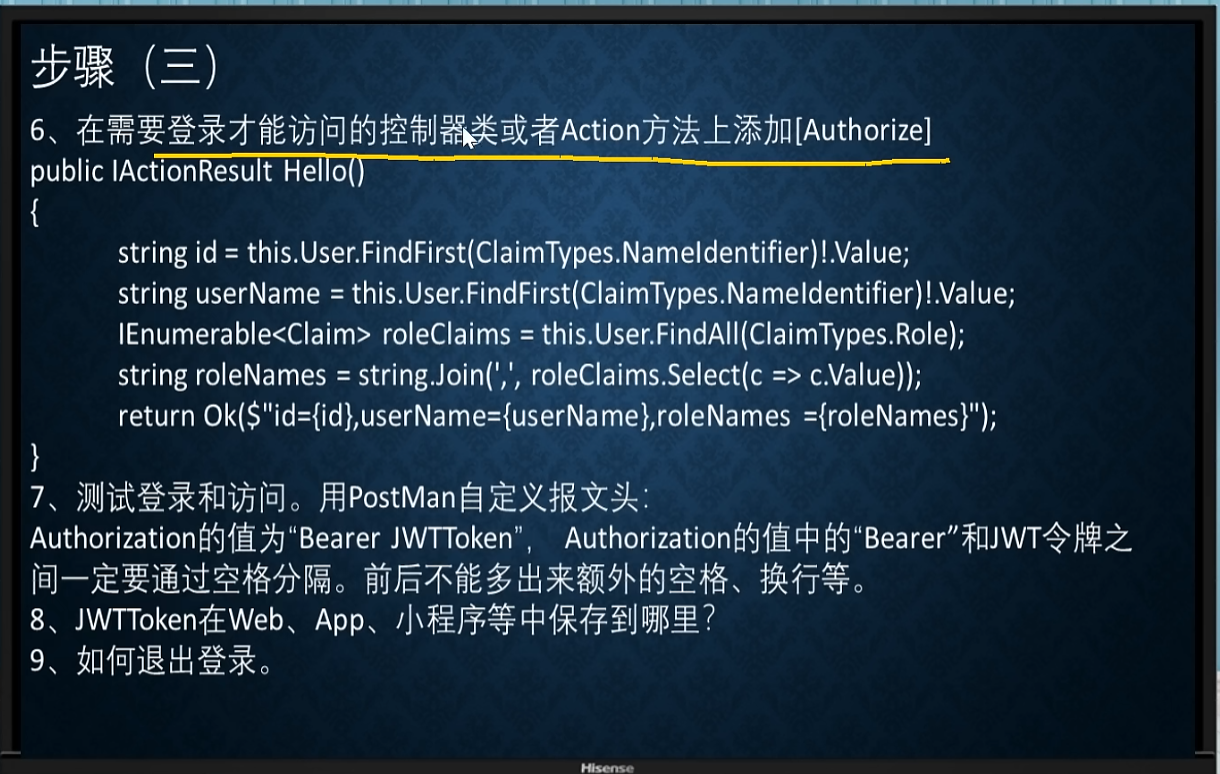 步骤（三）
6、在需要登录才能访问的控制器类或者Action方法上添加[Authorize]
public IActionResult Hello()
{
string id = this.User.FindFirst(ClaimTypes.NameIdentifier)!.Value;
string userName = this.User.FindFirst(ClaimTypes.NameIdentifier)!.Value;
IEnumerable<Claim> roleClaims = this.User.FindAll(ClaimTypes.Role);
string roleNames = string.Join(',', roleClaims.Select(c => c.Value));
return Ok($"id={id},userName={userName},roleNames ={roleNames}");
}
7、测试登录和访问。用PostMan自定义报文头：
Authorization的值为“Bearer JWTToken”， Authorization的值中的“Bearer”和JWT令牌之
间一定要通过空格分隔。前后不能多出来额外的空格、换行等。
8、JWTToken在Web、App、小程序等中保存到哪里？
9、如何退出登录。
Hisense